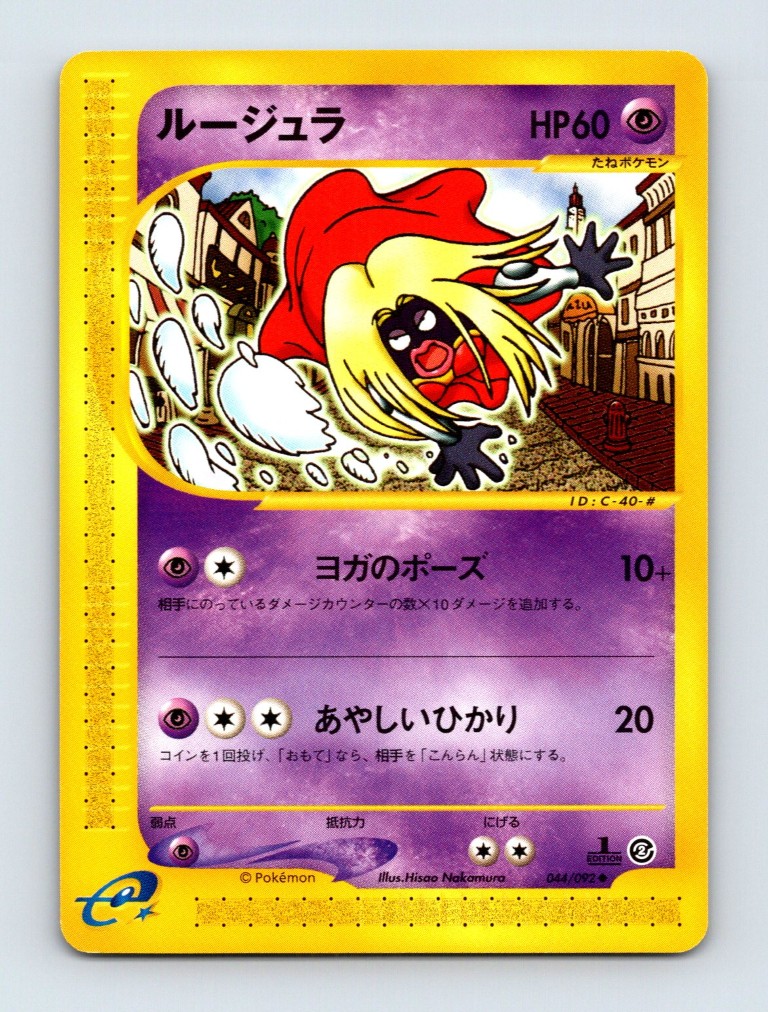 ルージュラ
HP60
たねポケモン
ID:C-40-#
ヨガのポーズ 10+
相手にのっているダメージカウンターの数×10ダメージを追加する。
あやしいひかり 20
コインを1回投げ、「おもて」なら、相手を「こんらん」状態にする。
弱点 抵抗力 にげる
1
EDITION
2
© Pokémon
Illus.Hisao Nakamura
044/092
e